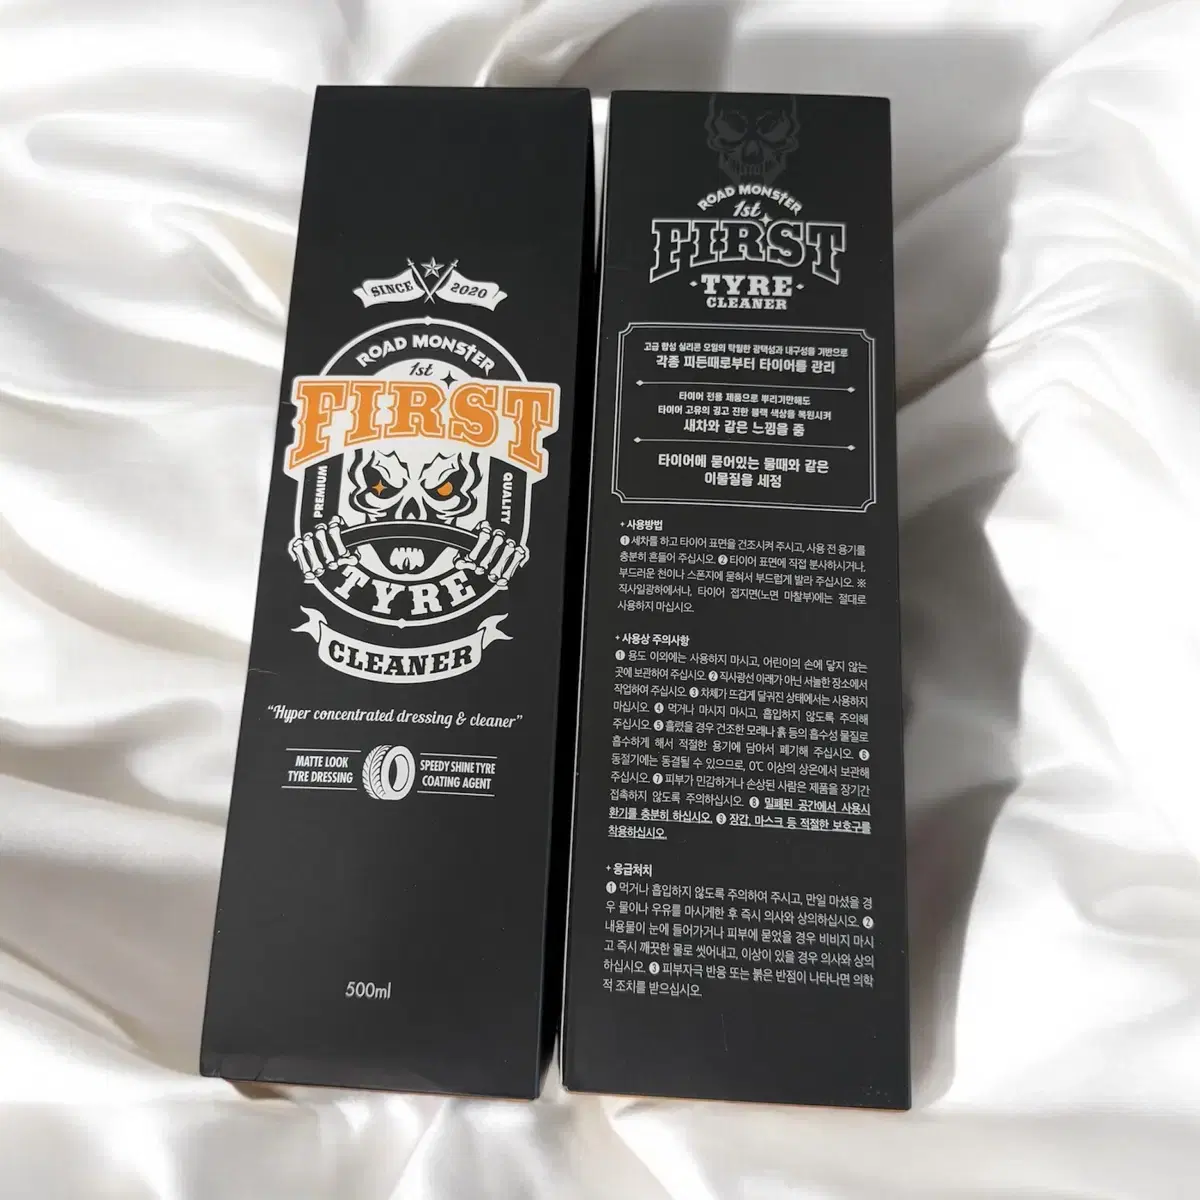 SINCE 2020
ROAD MONSTER
1st
FIRST
PREMIUM
QUALITY
TYRE
CLEANER
“Hyper concentrated dressing & cleaner”
MATTE LOOK
TYRE DRESSING
SPEEDY SHINE TYRE
COATING AGENT
500ml
ROAD MONSTER
1st
FIRST
·TYRE·
CLEANER
고급 합성 실리콘 오일의 탁월한 광택성과 내구성을 기반으로
각종 찌든때로부터 타이어를 관리
타이어 전용 제품으로 뿌리기만해도
타이어 고유의 깊고 진한 블랙 색상을 복원시켜
새차와 같은 느낌을 줌
타이어에 묻어있는 물때와 같은
이물질을 세정
✦ 사용방법
❶ 세차를 하고 타이어 표면을 건조시켜 주시고, 사용 전 용기를
충분히 흔들어 주십시오. ❷ 타이어 표면에 직접 분사하시거나,
부드러운 천이나 스폰지에 묻혀서 부드럽게 발라 주십시오. ※
직사일광하에서나, 타이어 접지면(노면 마찰부)에는 절대로
사용하지 마십시오.
✦ 사용상 주의사항
❶ 용도 이외에는 사용하지 마시고, 어린이의 손에 닿지 않는
곳에 보관하여 주십시오. ❷ 직사광선 아래가 아닌 서늘한 장소에서
작업하여 주십시오. ❸ 차체가 뜨겁게 달궈진 상태에서는 사용하지
마십시오. ❹ 먹거나 마시지 마시고, 흡입하지 않도록 주의해
주십시오. ❺ 흘렸을 경우 건조한 모래나 흙 등의 흡수성 물질로
흡수하게 해서 적절한 용기에 담아서 폐기해 주십시오. ❻
동절기에는 동결될 수 있으므로, 0℃ 이상의 상온에서 보관해
주십시오. ❼ 피부가 민감하거나 손상된 사람은 제품을 장기간
접촉하지 않도록 주의하십시오. ❽ 밀폐된 공간에서 사용시
환기를 충분히 하십시오. ❾ 장갑, 마스크 등 적절한 보호구를
착용하십시오.
✦ 응급처치
❶ 먹거나 흡입하지 않도록 주의하여 주시고, 만일 마셨을 경
우 물이나 우유를 마시게한 후 즉시 의사와 상의하십시오. ❷
내용물이 눈에 들어가거나 피부에 묻었을 경우 비비지 마시
고 즉시 깨끗한 물로 씻어내고, 이상이 있을 경우 의사와 상의
하십시오. ❸ 피부자극 반응 또는 붉은 반점이 나타나면 의학
적 조치를 받으십시오.